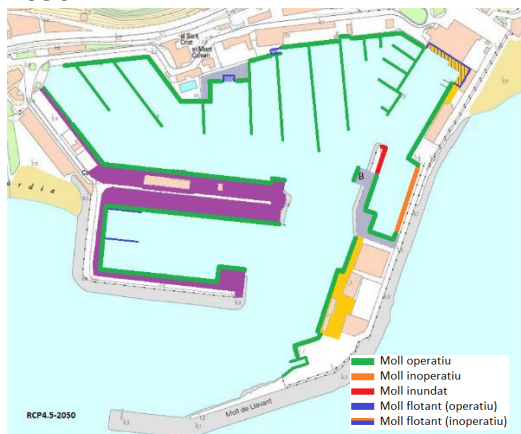 el Sant
Crist
el Mont
Calvari
B
à r d i a
Moll de Llevant
RCP4.5-2050
Moll operatiu
Moll inoperatiu
Moll inundat
Moll flotant (operatiu)
Moll flotant (inoperatiu)